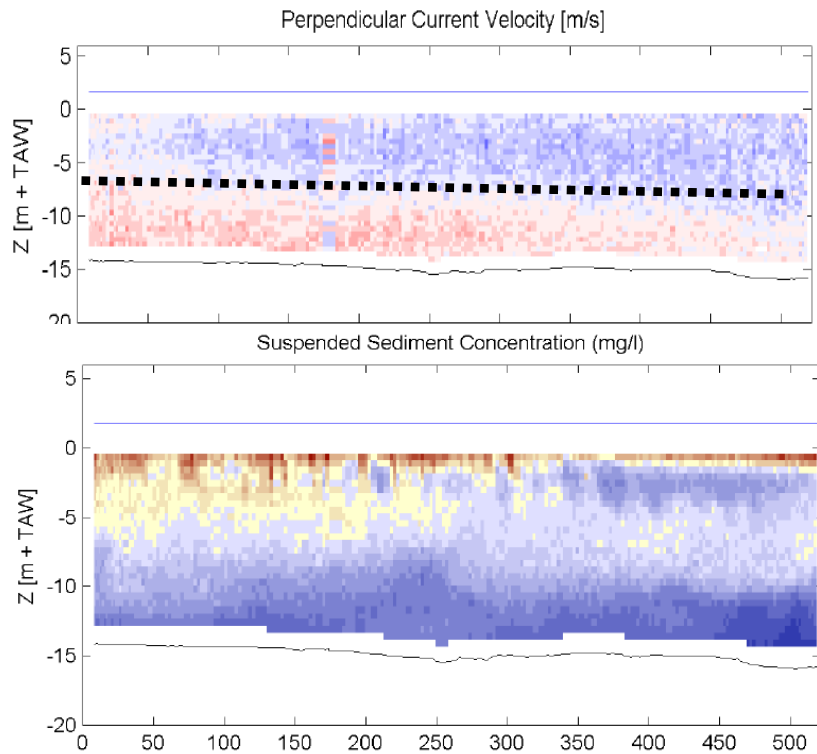 Perpendicular Current Velocity [m/s]
5
0
-5
-10
-15
20
Z [m + TAW]
Suspended Sediment Concentration (mg/l)
5
0
-5
-10
-15
-20
Z [m + TAW]
0 50 100 150 200 250 300 350 400 450 500